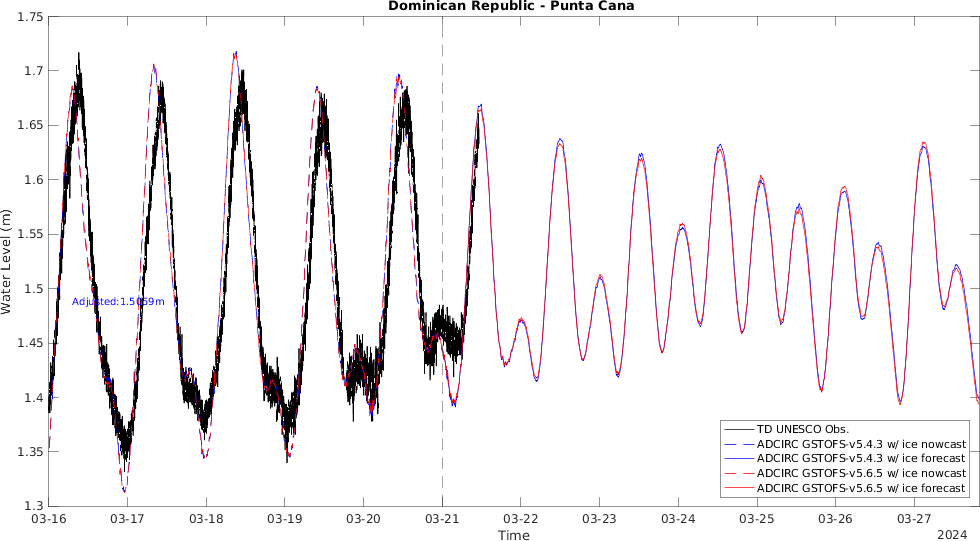 Dominican Republic - Punta Cana
1.75
1.7
1.65
1.6
1.55
1.5
1.45
1.4
1.35
1.3
Water Level (m)
Adjusted:1.5059m
TD UNESCO Obs.
ADCIRC GSTOFS-v5.4.3 w/ ice nowcast
ADCIRC GSTOFS-v5.4.3 w/ ice forecast
ADCIRC GSTOFS-v5.6.5 w/ ice nowcast
ADCIRC GSTOFS-v5.6.5 w/ ice forecast
03-16 03-17 03-18 03-19 03-20 03-21 03-22 03-23 03-24 03-25 03-26 03-27
Time
2024